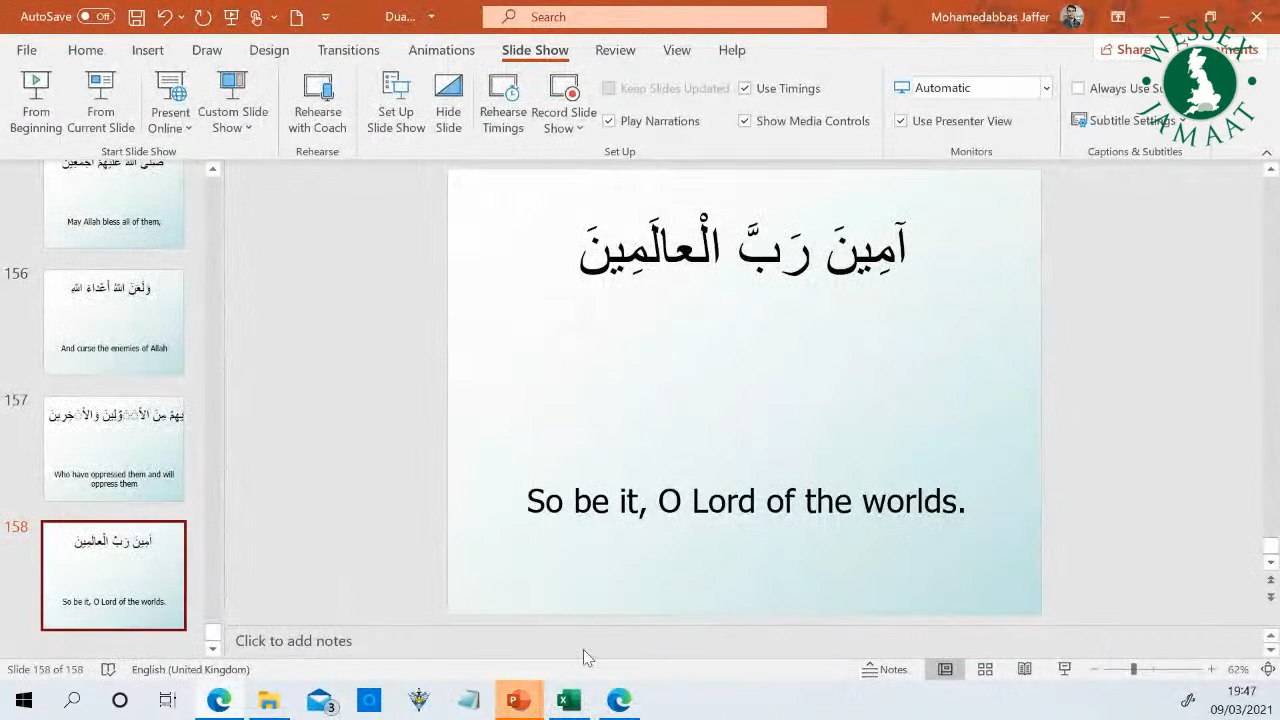 AutoSave Off
Dua...
Search
Mohamedabbas Jaffer
File Home Insert Draw Design Transitions Animations Slide Show Review View Help
Share
From Beginning
From Current Slide
Present Online
Custom Slide Show
Rehearse with Coach
Set Up Slide Show
Hide Slide
Rehearse Timings
Record Slide Show
Keep Slides Updated
Play Narrations
Use Timings
Show Media Controls
Automatic
Use Presenter View
Always Use Su
Subtitle Settings
Start Slide Show
Rehearse
Set Up
Monitors
Captions & Subtitles
WESSEX JAMAAT
صَلَّى اللهُ عَلَيْهِمْ أَجْمَعِيْنَ
May Allah bless all of them,
156
وَلَعَنَ اللهُ أَعْدَاءَ اللهِ
And curse the enemies of Allah
157
Who have oppressed them and will
oppress them
158
آمِينَ رَبَّ الْعالَمِينَ
So be it, O Lord of the worlds.
آمِينَ رَبَّ الْعالَمِينَ
So be it, O Lord of the worlds.
Click to add notes
Slide 158 of 158
English (United Kingdom)
Notes
62%
3
19:47
09/03/2021